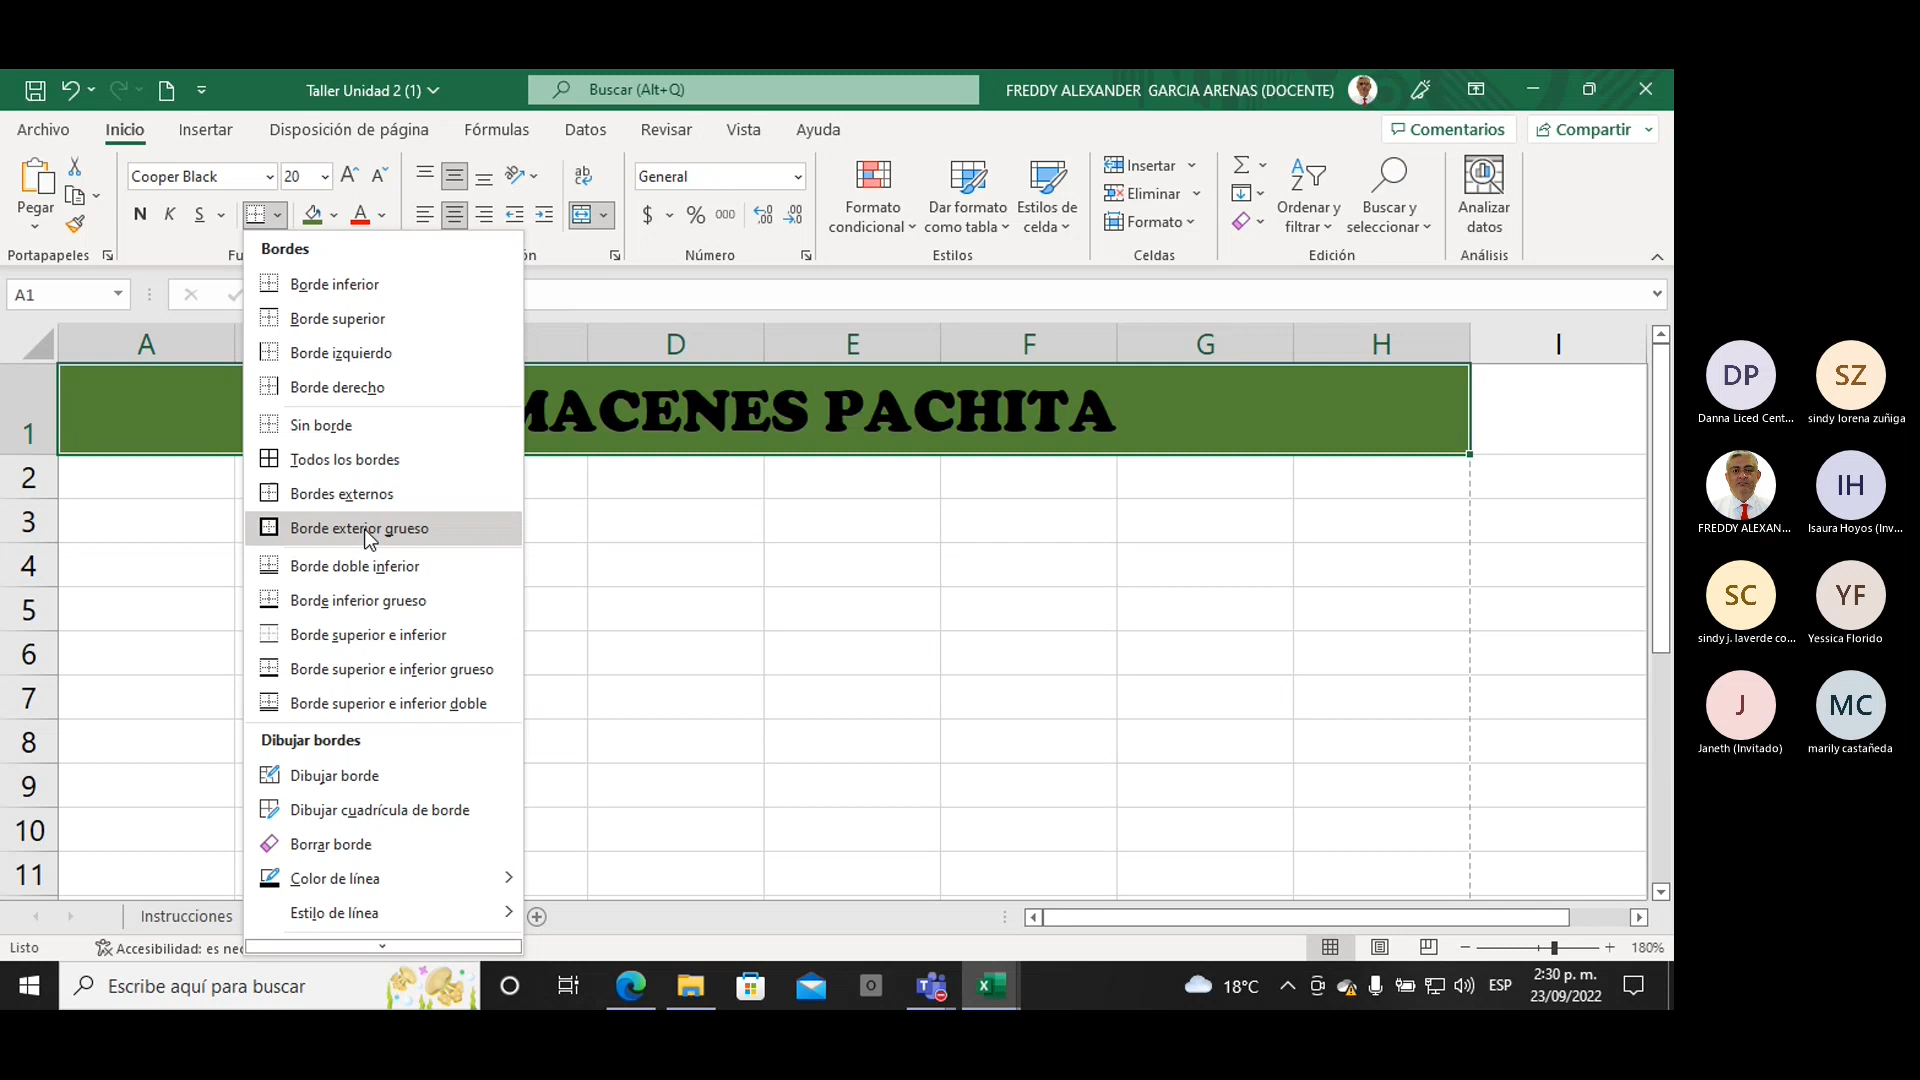 Taller Unidad 2 (1)
Buscar (Alt+Q)
FREDDY ALEXANDER GARCIA ARENAS (DOCENTE)
Archivo
Inicio
Insertar
Disposición de página
Fórmulas
Datos
Revisar
Vista
Ayuda
Comentarios
Compartir
Pegar
Cooper Black
20
General
N K S
$ % 000
Formato condicional
Dar formato como tabla
Estilos de celda
Insertar
Eliminar
Formato
Ordenar y filtrar
Buscar y seleccionar
Analizar datos
Portapapeles
Fu
ón
Número
Estilos
Celdas
Edición
Análisis
A1
A D E F G H I
MACENES PACHITA
1
2
3
4
5
6
7
8
9
10
11
Bordes
Borde inferior
Borde superior
Borde izquierdo
Borde derecho
Sin borde
Todos los bordes
Bordes externos
Borde exterior grueso
Borde doble inferior
Borde inferior grueso
Borde superior e inferior
Borde superior e inferior grueso
Borde superior e inferior doble
Dibujar bordes
Dibujar borde
Dibujar cuadrícula de borde
Borrar borde
Color de línea
Estilo de línea
Instrucciones
Listo
Accesibilidad: es nec
180%
Escribe aquí para buscar
18°C
ESP
2:30 p. m.
23/09/2022
DP
Danna Liced Cent...
SZ
sindy lorena zuñiga
FREDDY ALEXAN...
IH
Isaura Hoyos (Inv...
SC
sindy j. laverde co...
YF
Yessica Florido
J
Janeth (Invitado)
MC
marily castañeda